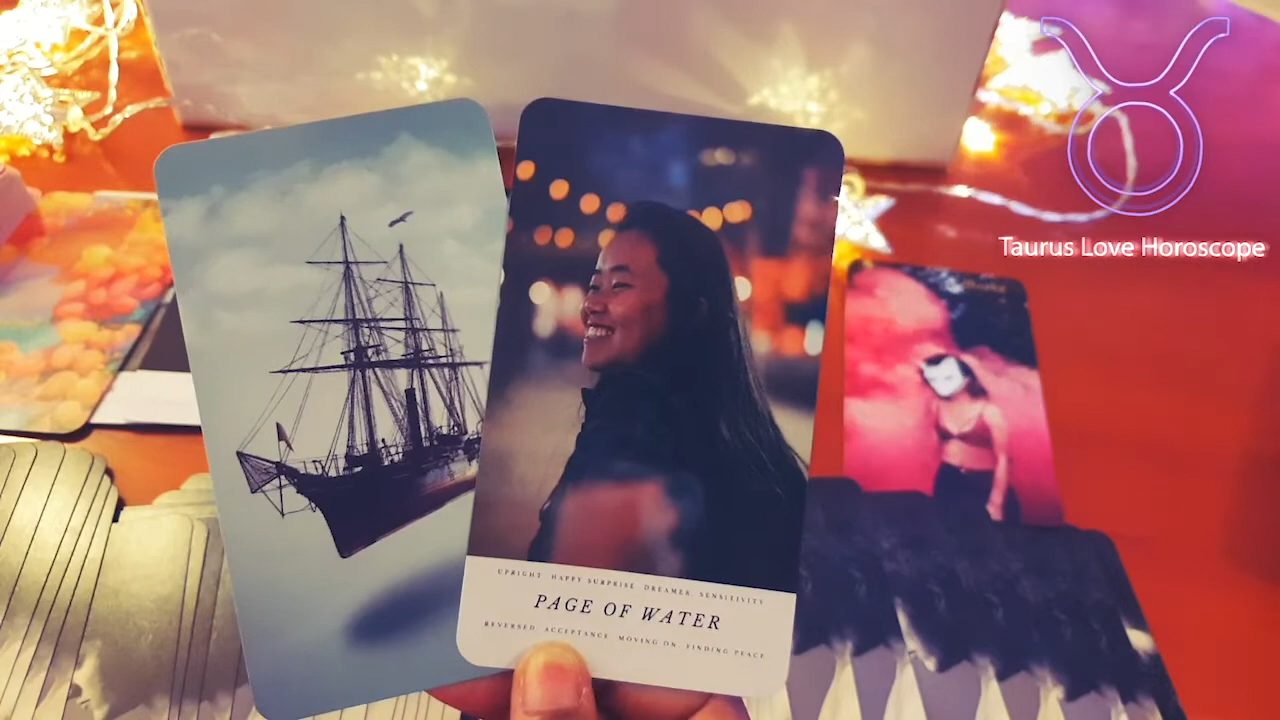 Taurus Love Horoscope
UPRIGHT HAPPY SURPRISE DREAMER SENSITIVITY
PAGE OF WATER
REVERSED ACCEPTANCE MOVING ON FINDING PEACE